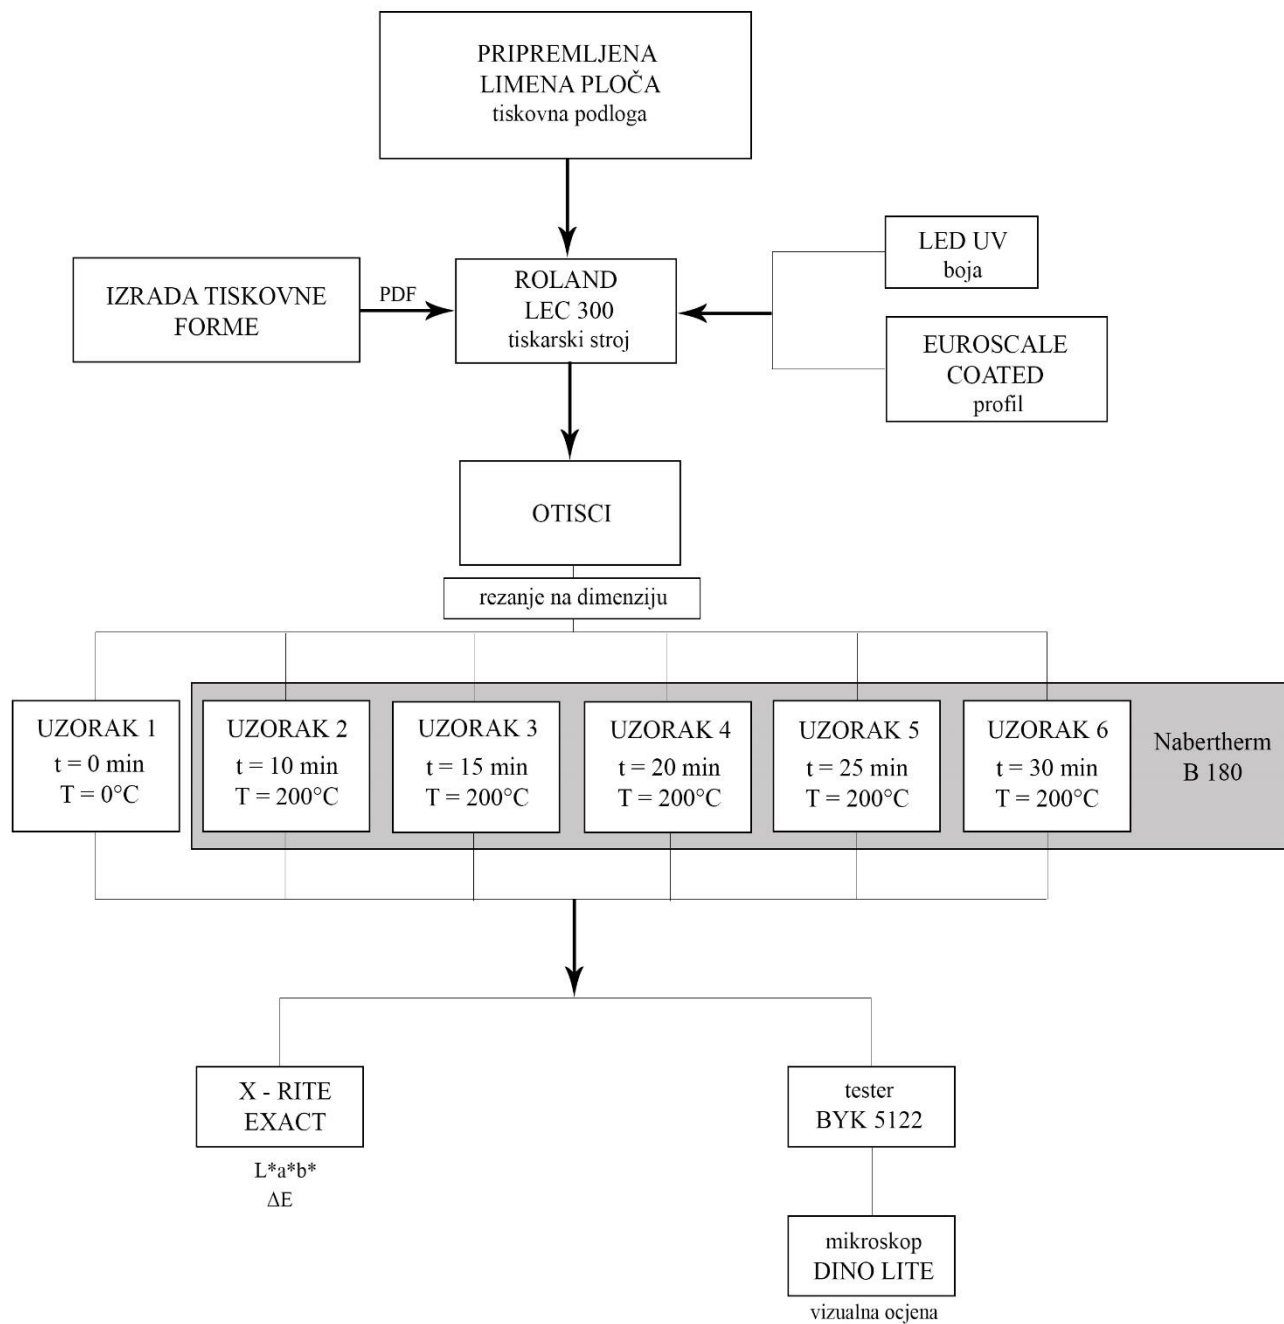 PRIPREMLJENA
LIMENA PLOČA
tiskovna podloga
LED UV
boja
IZRADA TISKOVNE
FORME
PDF
ROLAND
LEC 300
tiskarski stroj
EUROSCALE
COATED
profil
OTISCI
rezanje na dimenziju
UZORAK 1
t = 0 min
T = 0°C
UZORAK 2
t = 10 min
T = 200°C
UZORAK 3
t = 15 min
T = 200°C
UZORAK 4
t = 20 min
T = 200°C
UZORAK 5
t = 25 min
T = 200°C
UZORAK 6
t = 30 min
T = 200°C
Nabertherm
B 180
X - RITE
EXACT
L*a*b*
ΔE
tester
BYK 5122
mikroskop
DINO LITE
vizualna ocjena